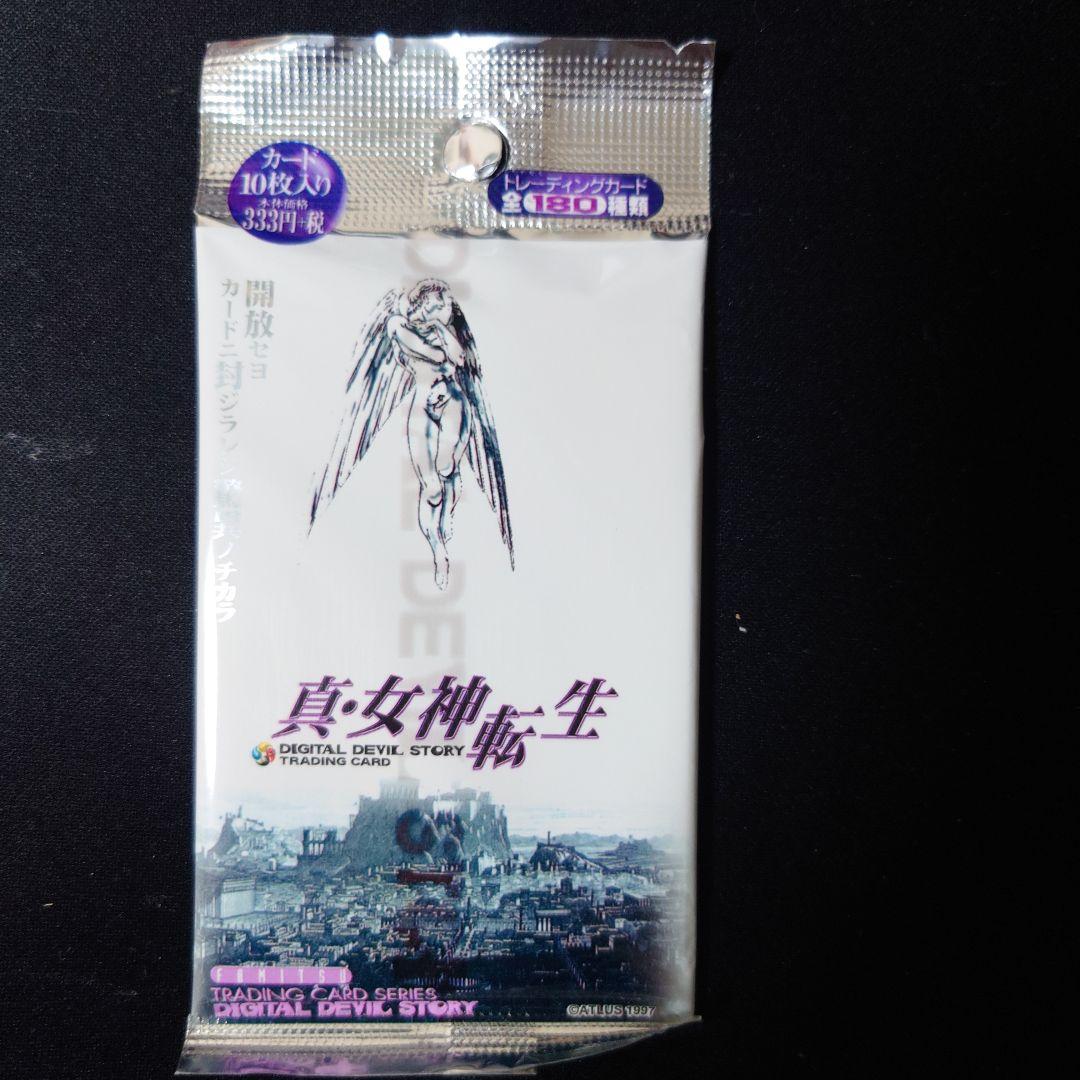 カード
10枚入り
本体価格
333円+税
トレーディングカード
全180種類
開放セヨ
カードニ封ジラレシ
ノチカラ
真・女神転生
DIGITAL DEVIL STORY
TRADING CARD
FAMITSU
TRADING CARD SERIES
DIGITAL DEVIL STORY
©ATLUS 1997